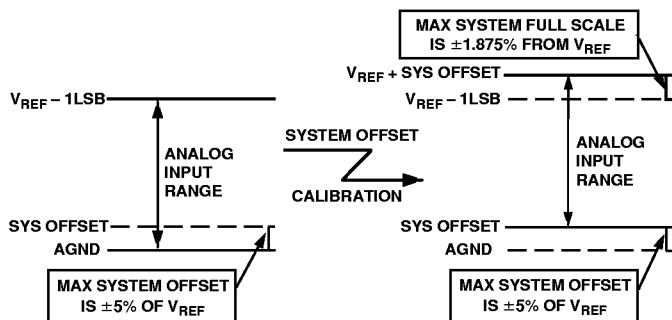 MAX SYSTEM FULL SCALE
IS ±1.875% FROM VREF
VREF + SYS OFFSET
VREF – 1LSB
VREF – 1LSB
SYSTEM OFFSET
CALIBRATION
ANALOG
INPUT
RANGE
ANALOG
INPUT
RANGE
SYS OFFSET
AGND
SYS OFFSET
AGND
MAX SYSTEM OFFSET
IS ±5% OF VREF
MAX SYSTEM OFFSET
IS ±5% OF VREF